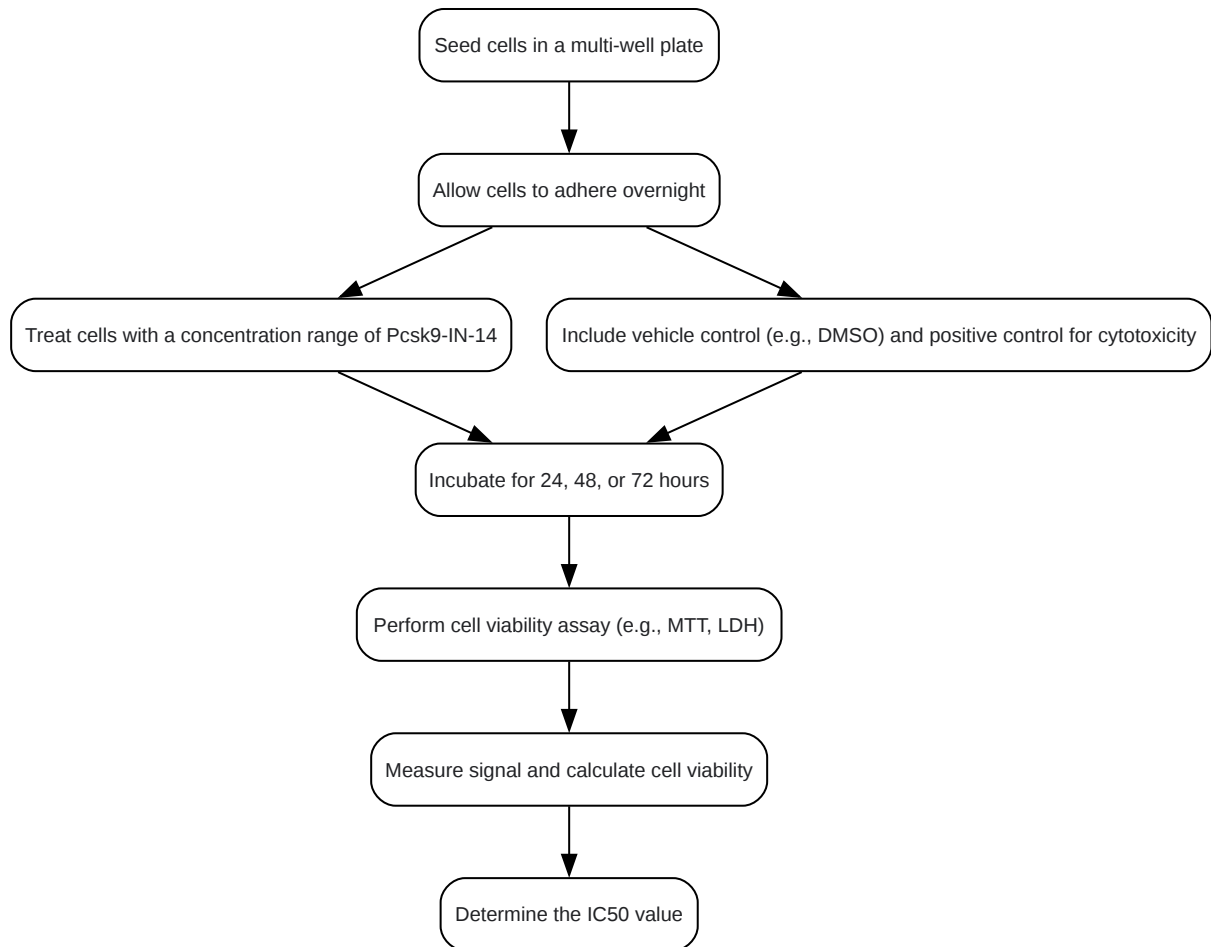 Seed cells in a multi-well plate
Allow cells to adhere overnight
Treat cells with a concentration range of Pcsk9-IN-14
Include vehicle control (e.g., DMSO) and positive control for cytotoxicity
Incubate for 24, 48, or 72 hours
Perform cell viability assay (e.g., MTT, LDH)
Measure signal and calculate cell viability
Determine the IC50 value